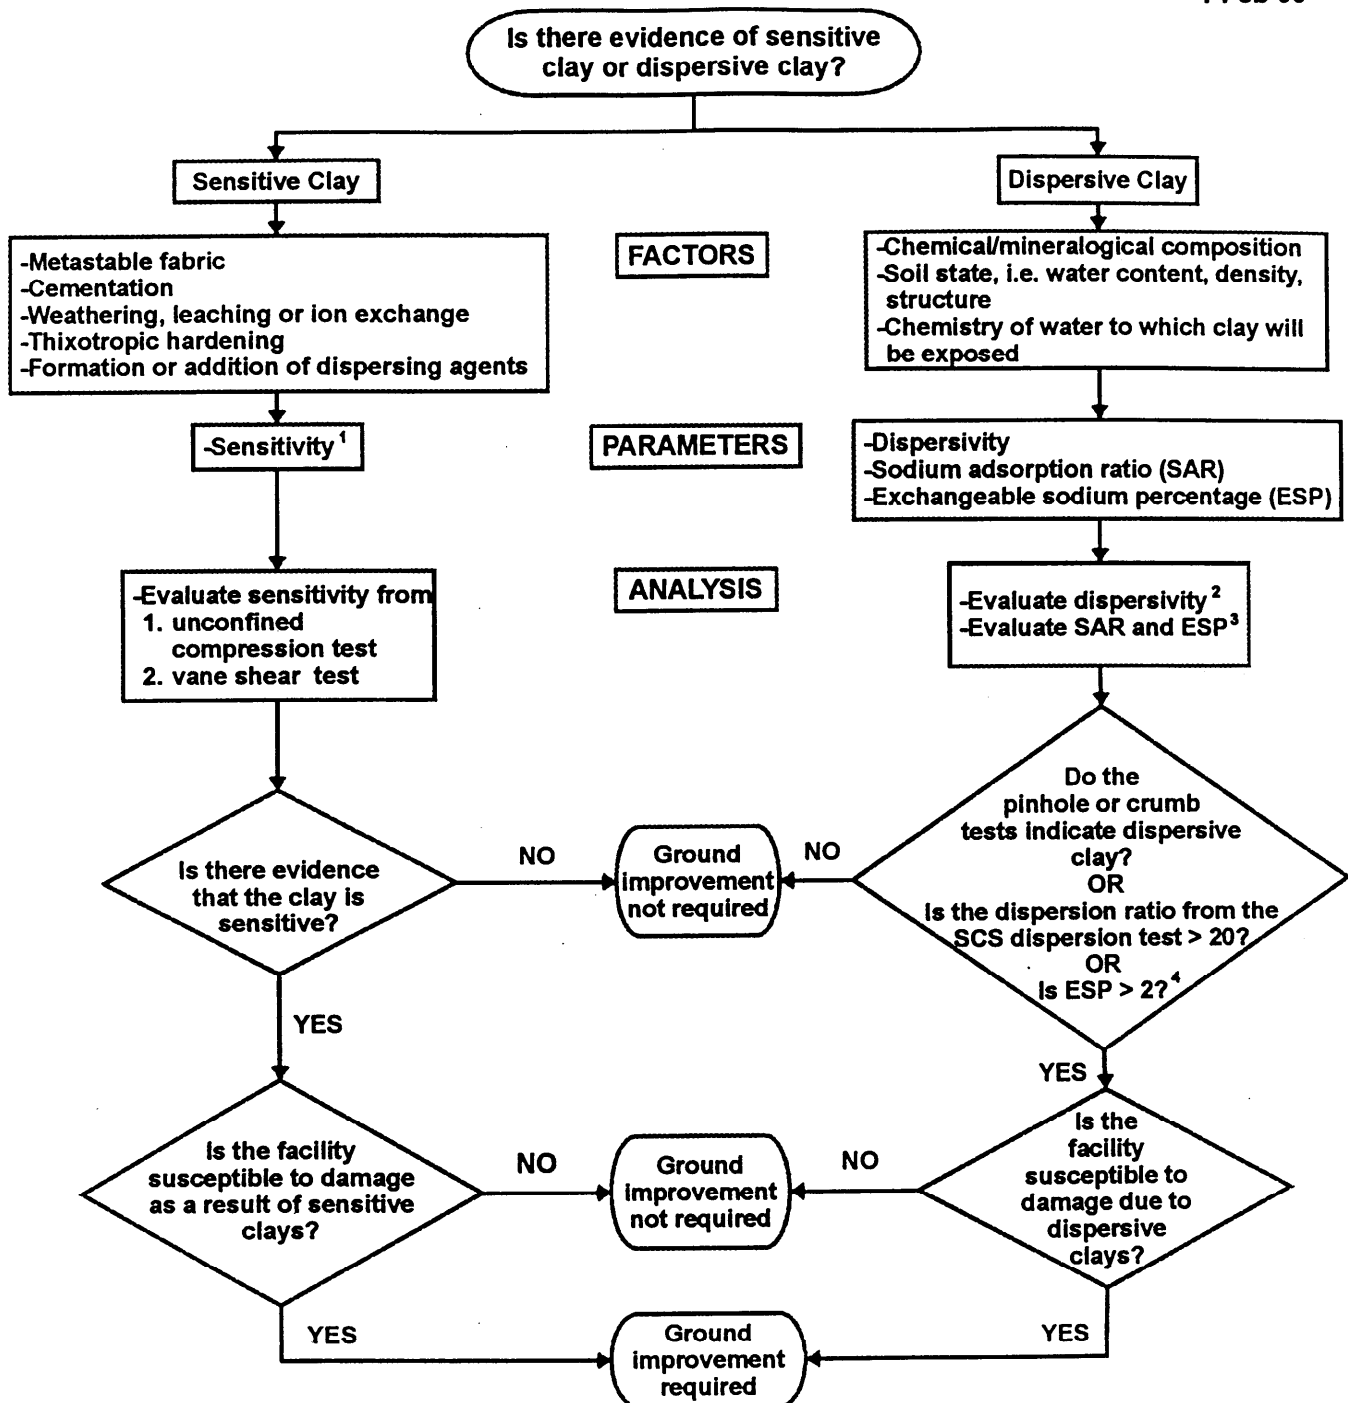 Is there evidence of sensitive
clay or dispersive clay?
Sensitive Clay
Dispersive Clay
-Metastable fabric
-Cementation
-Weathering, leaching or ion exchange
-Thixotropic hardening
-Formation or addition of dispersing agents
FACTORS
-Chemical/mineralogical composition
-Soil state, i.e. water content, density,
structure
-Chemistry of water to which clay will
be exposed
-Sensitivity¹
PARAMETERS
-Dispersivity
-Sodium adsorption ratio (SAR)
-Exchangeable sodium percentage (ESP)
-Evaluate sensitivity from
1. unconfined
compression test
2. vane shear test
ANALYSIS
-Evaluate dispersivity²
-Evaluate SAR and ESP³
Is there evidence
that the clay is
sensitive?
NO
Ground
improvement
not required
NO
Do the
pinhole or crumb
tests indicate dispersive
clay?
OR
Is the dispersion ratio from the
SCS dispersion test > 20?
OR
Is ESP > 2?⁴
YES
YES
Is the facility
susceptible to damage
as a result of sensitive
clays?
NO
Ground
improvement
not required
NO
Is the
facility
susceptible to
damage due to
dispersive
clays?
YES
Ground
improvement
required
YES